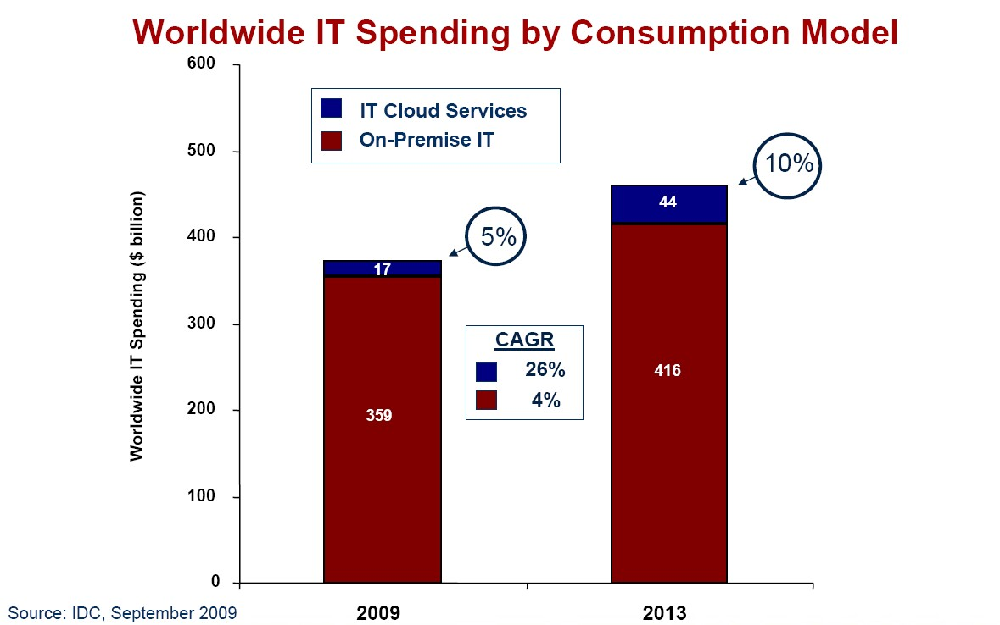 Worldwide IT Spending by Consumption Model
600
500
400
300
200
100
0
Worldwide IT Spending ($ billion)
IT Cloud Services
On-Premise IT
5%
17
359
CAGR
26%
4%
10%
44
416
2009
2013
Source: IDC, September 2009